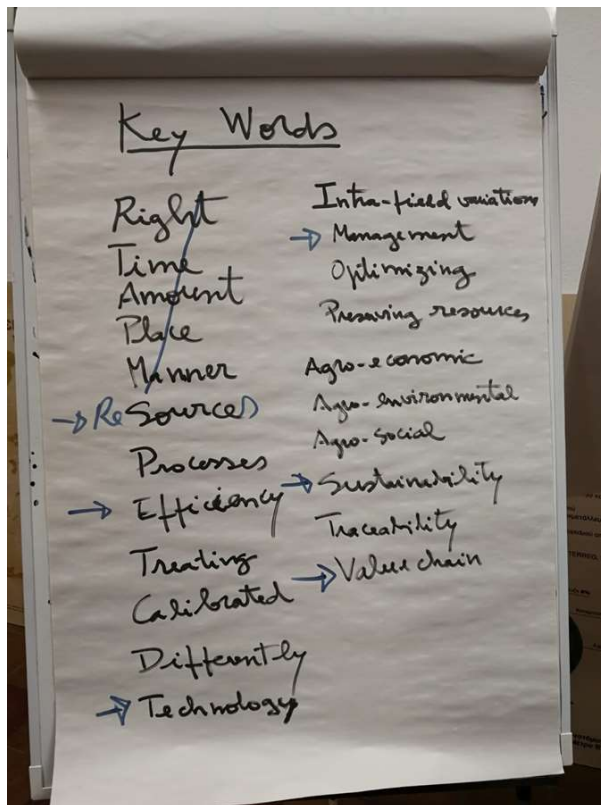 Key Words
Right
Time
Amount
Place
Manner
→ ReSources
Processes
→ Efficiency
Treating
Calibrated
Differently
→ Technology
Intra-field variations
→ Management
Optimizing
Preserving resources
Agro-economic
Agro-environmental
Agro-social
→ Sustainability
Traceability
→ Value chain